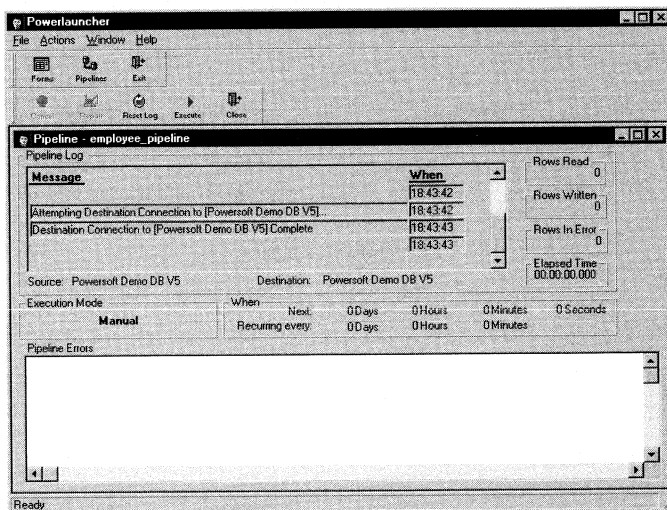 Powerlauncher
File Actions Window Help
Forms Pipelines Exit
Cancel Repair Reset Log Execute Close
Pipeline - employee_pipeline
Pipeline Log
Message When
18:43:42
Attempting Destination Connection to [Powersoft Demo DB V5]... 18:43:42
Destination Connection to [Powersoft Demo DB V5] Complete 18:43:43
18:43:43
Rows Read
0
Rows Written
0
Rows In Error
0
Elapsed Time
00:00:00.000
Source: Powersoft Demo DB V5 Destination: Powersoft Demo DB V5
Execution Mode
Manual
When
Next: 0 Days 0 Hours 0 Minutes 0 Seconds
Recurring every: 0 Days 0 Hours 0 Minutes
Pipeline Errors
Ready